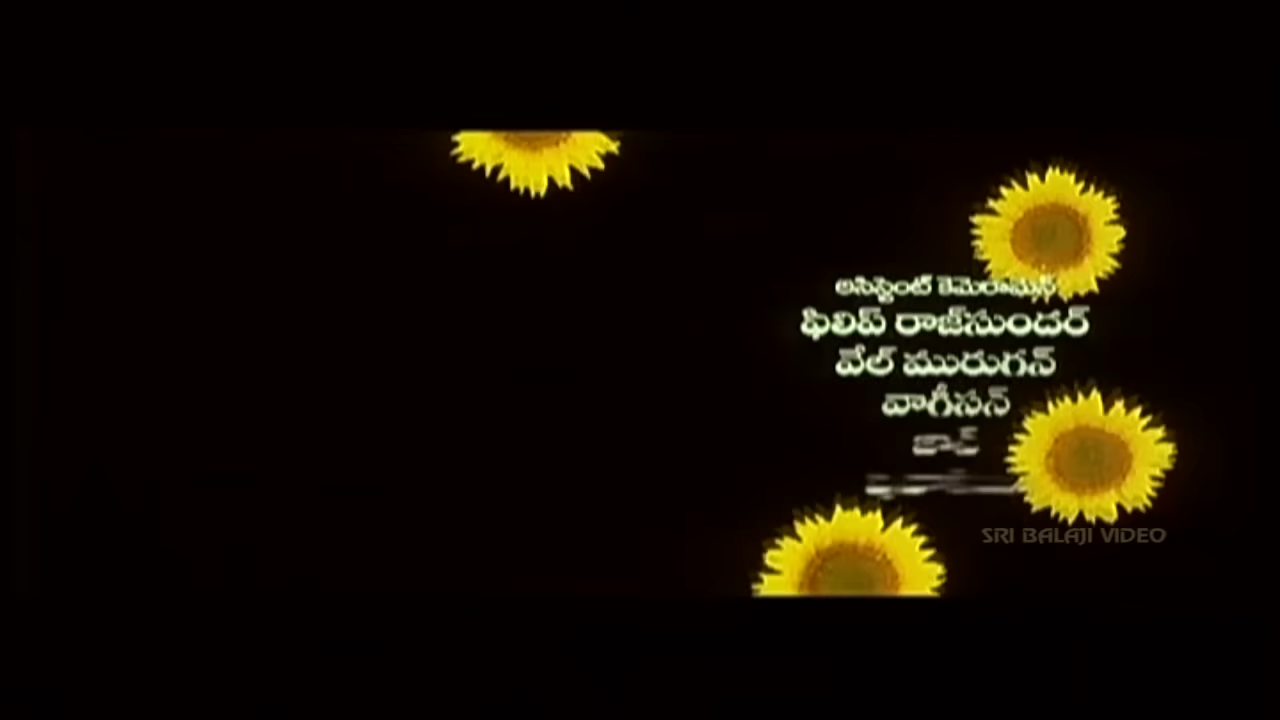 అసిస్టెంట్ కెమెరామెన్
ఫిలిప్ రాజ్‌సుందర్
వేల్ మురుగన్
వాగీసన్
SRI BALAJI VIDEO